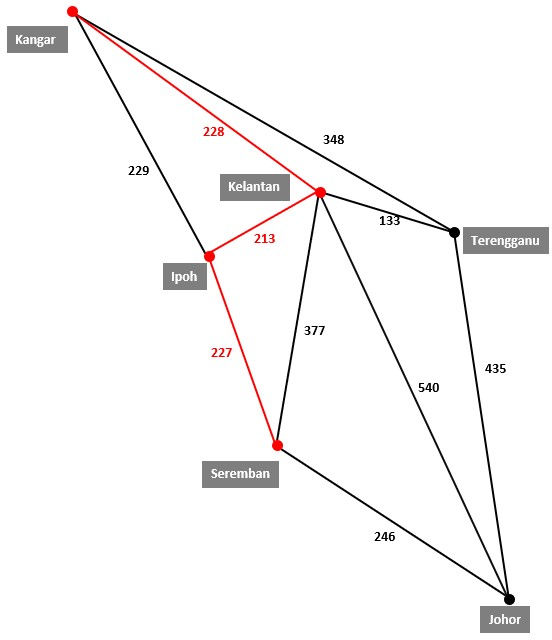 Kangar
228
348
229
Kelantan
133
Terengganu
213
Ipoh
377
227
435
540
Seremban
246
Johor